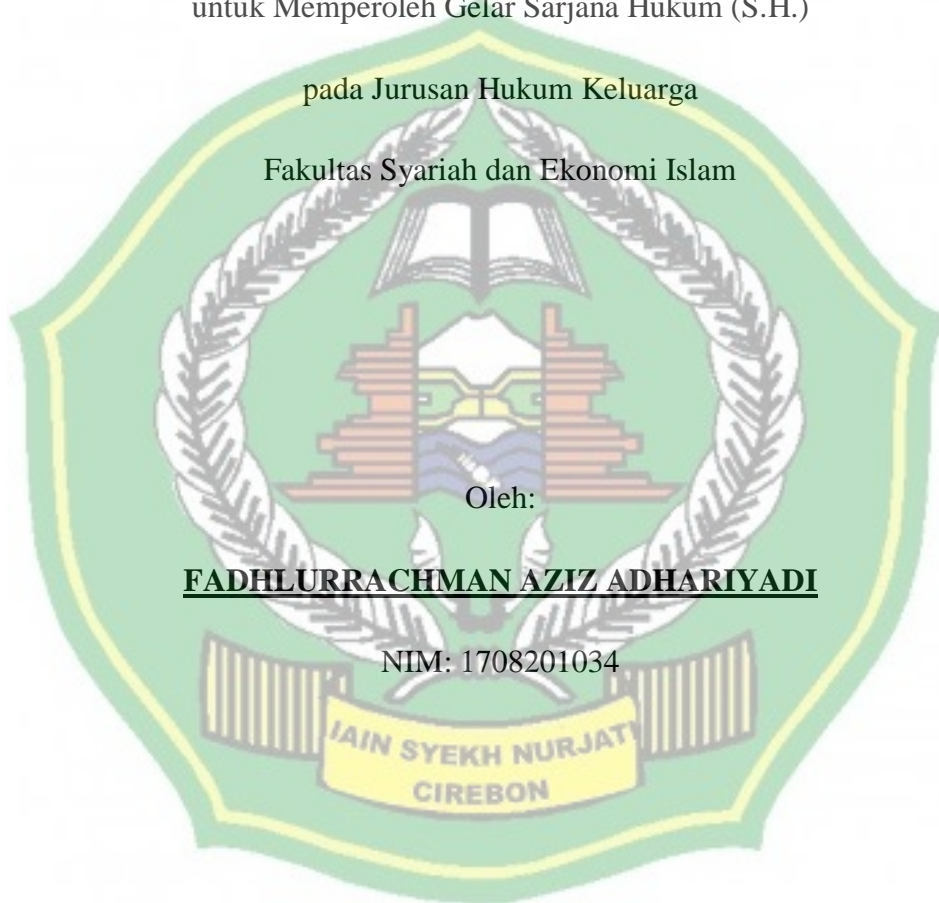 untuk Memperoleh Gelar Sarjana Hukum (S.H.)
pada Jurusan Hukum Keluarga
Fakultas Syariah dan Ekonomi Islam
Oleh:
FADHLURRACHMAN AZIZ ADHARIYADI
NIM: 1708201034
IAIN SYEKH NURJATI
CIREBON